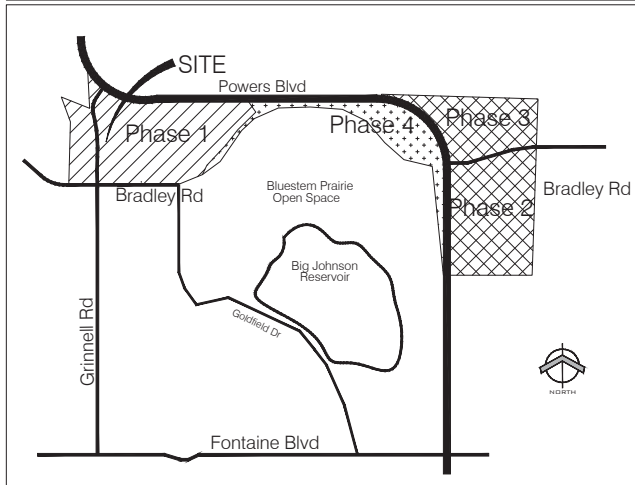 SITE
Powers Blvd
Phase 1
Phase 4
Phase 3
Bradley Rd
Bluestem Prairie
Open Space
Phase 2
Bradley Rd
Big Johnson
Reservoir
Goldfield Dr
Grinnell Rd
NORTH
Fontaine Blvd